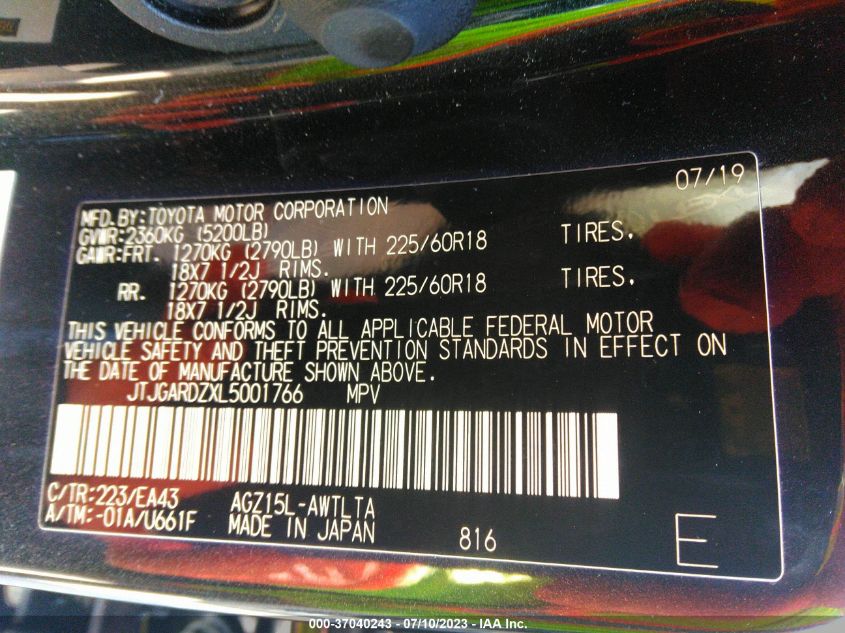 07/19
MFD. BY: TOYOTA MOTOR CORPORATION
GVWR: 2360KG (5200LB)
GAWR: FRT. 1270KG (2790LB) WITH 225/60R18 TIRES.
18X7 1/2J RIMS.
RR. 1270KG (2790LB) WITH 225/60R18 TIRES.
18X7 1/2J RIMS.
THIS VEHICLE CONFORMS TO ALL APPLICABLE FEDERAL MOTOR
VEHICLE SAFETY AND THEFT PREVENTION STANDARDS IN EFFECT ON
THE DATE OF MANUFACTURE SHOWN ABOVE.
JTJGARDZXL5001766 MPV
C/TR: 223/EA43 AGZ15L-AWTLTA
A/TM: -01A/U661F MADE IN JAPAN 816 E
000-37040243 - 07/10/2023 - IAA Inc.